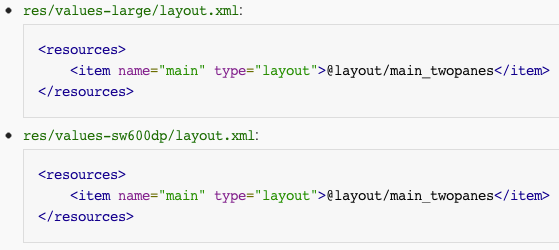 res/values-large/layout.xml:
<resources>
    <item name="main" type="layout">@layout/main_twopanes</item>
</resources>
res/values-sw600dp/layout.xml:
<resources>
    <item name="main" type="layout">@layout/main_twopanes</item>
</resources>